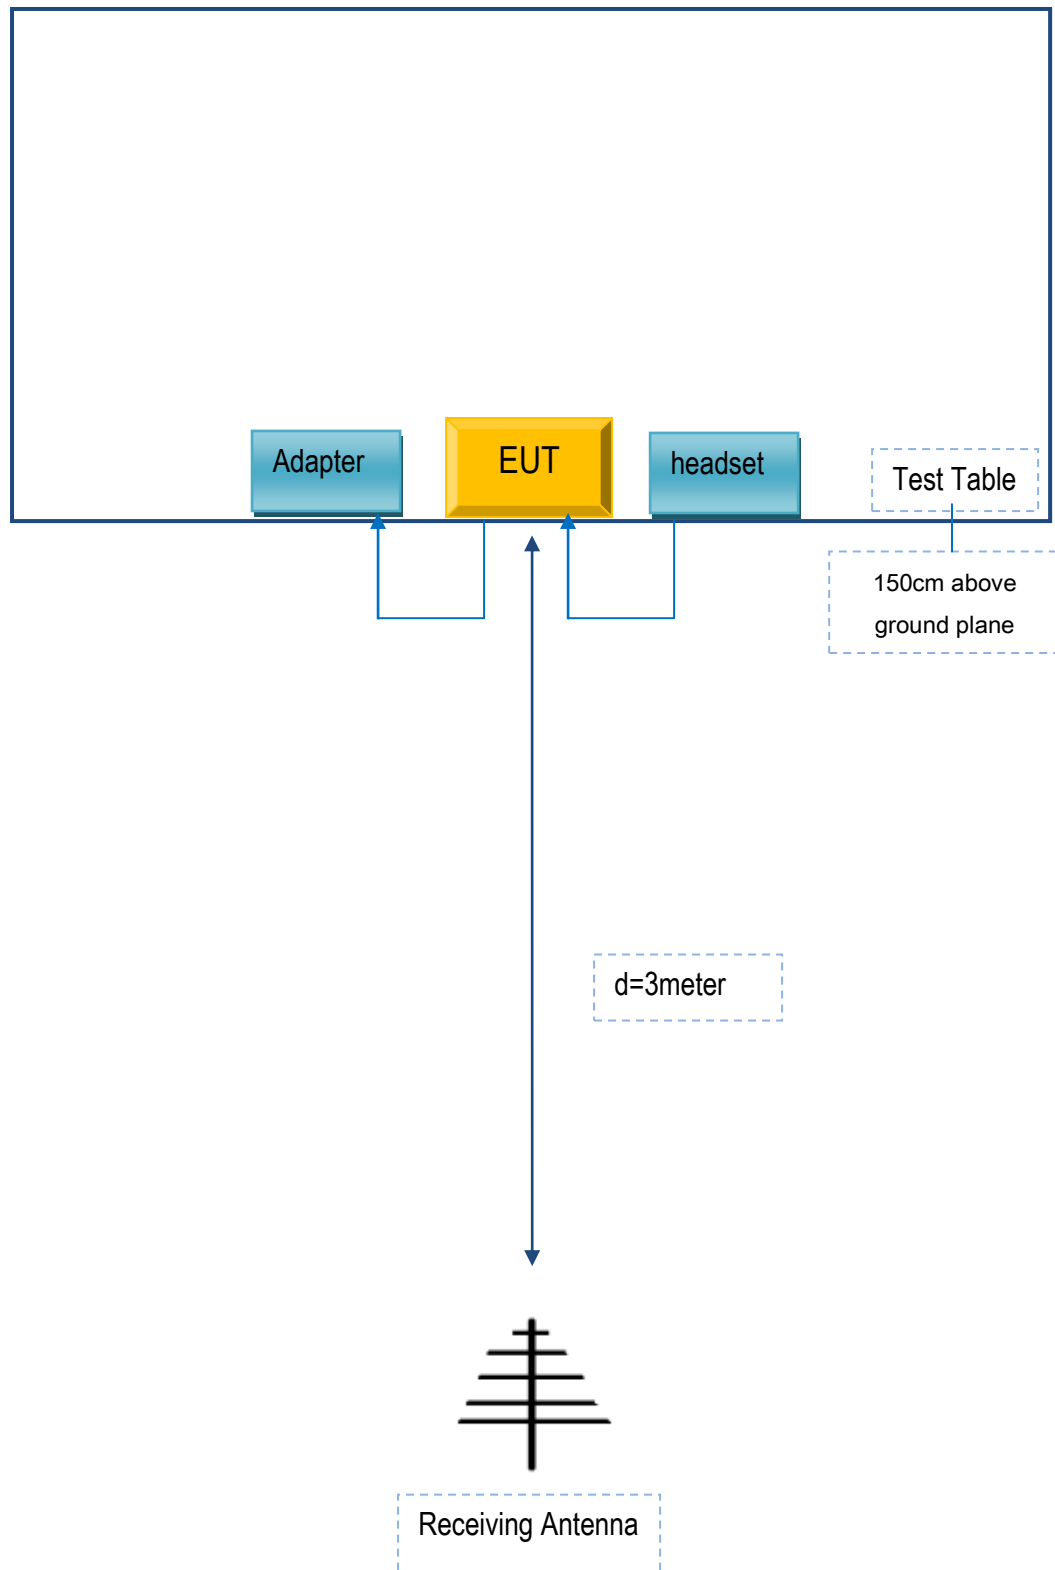 Adapter
EUT
headset
Test Table
150cm above
ground plane
d=3meter
Receiving Antenna